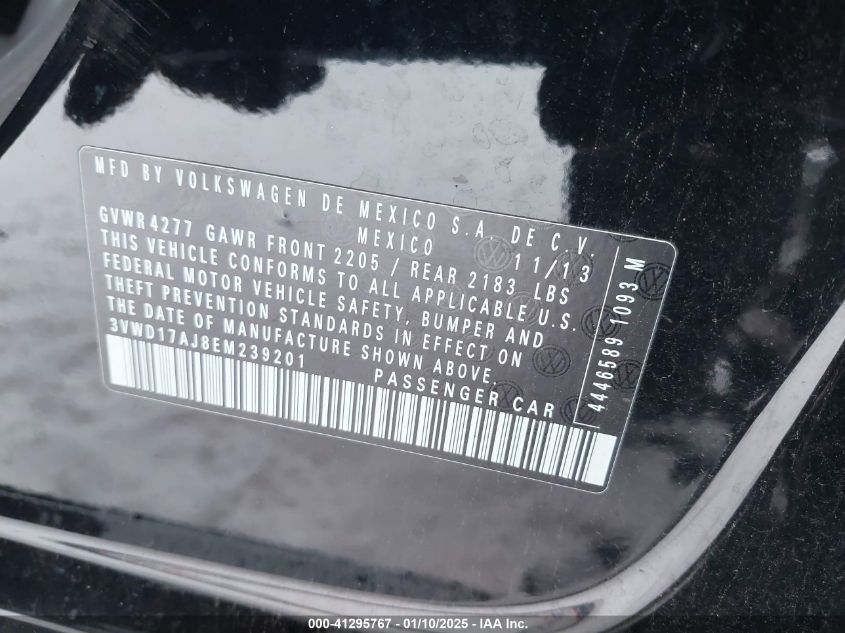 MFD BY VOLKSWAGEN DE MEXICO S.A. DE C.V.
MEXICO 11/13
GVWR 4277 GAWR FRONT 2205 / REAR 2183 LBS
THIS VEHICLE CONFORMS TO ALL APPLICABLE U.S.
FEDERAL MOTOR VEHICLE SAFETY, BUMPER AND
THEFT PREVENTION STANDARDS IN EFFECT ON
THE DATE OF MANUFACTURE SHOWN ABOVE
3VWD17AJ8EM239201
PASSENGER CAR
4446589 1093 M
000-41295767 - 01/10/2025 - IAA Inc.